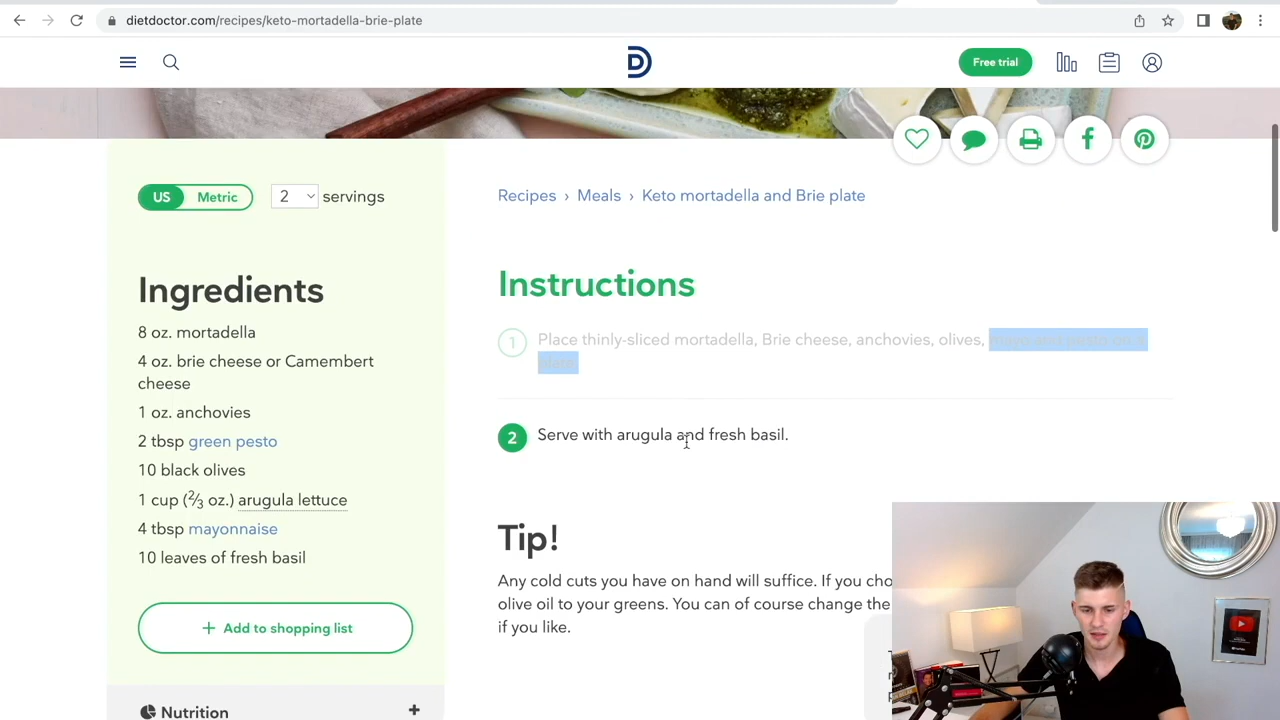 dietdoctor.com/recipes/keto-mortadella-brie-plate
Free trial
US Metric 2 servings
Recipes › Meals › Keto mortadella and Brie plate
Ingredients
8 oz. mortadella
4 oz. brie cheese or Camembert
cheese
1 oz. anchovies
2 tbsp green pesto
10 black olives
1 cup (⅔ oz.) arugula lettuce
4 tbsp mayonnaise
10 leaves of fresh basil
+ Add to shopping list
Nutrition +
Instructions
1 Place thinly-sliced mortadella, Brie cheese, anchovies, olives, mayo and pesto on a
plate.
2 Serve with arugula and fresh basil.
Tip!
Any cold cuts you have on hand will suffice. If you
olive oil to your greens. You can of course change the
if you like.